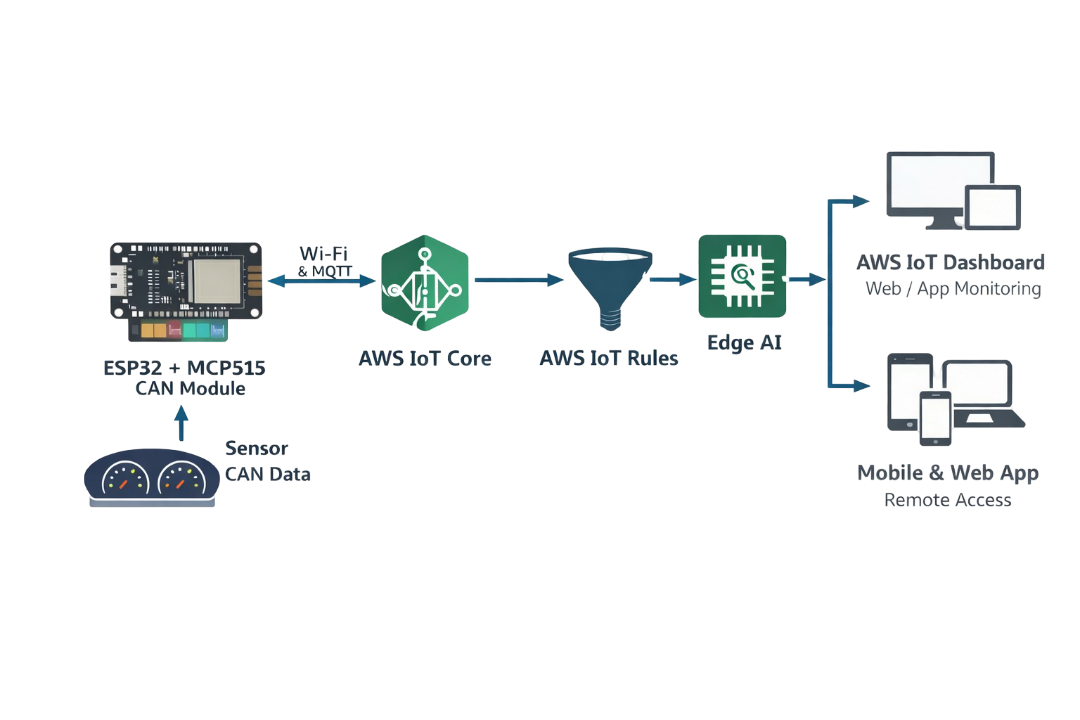 Wi-Fi
& MQTT
ESP32 + MCP515
CAN Module
Sensor
CAN Data
AWS IoT Core
AWS IoT Rules
Edge AI
AWS IoT Dashboard
Web / App Monitoring
Mobile & Web App
Remote Access